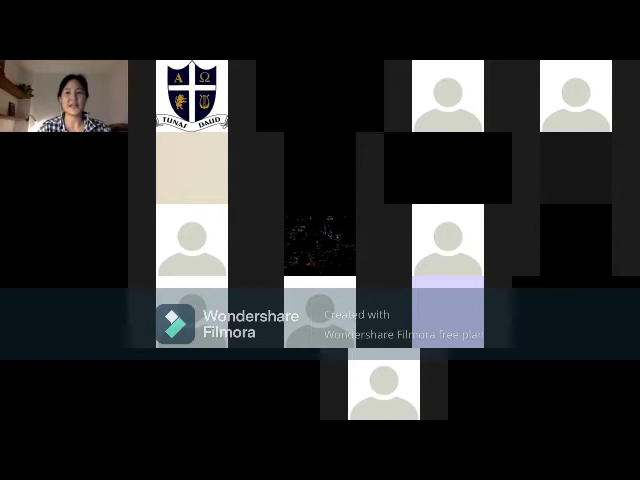 A Ω
TUNAS DAUD
Wondershare
Filmora
Created with
Wondershare Filmora free plan